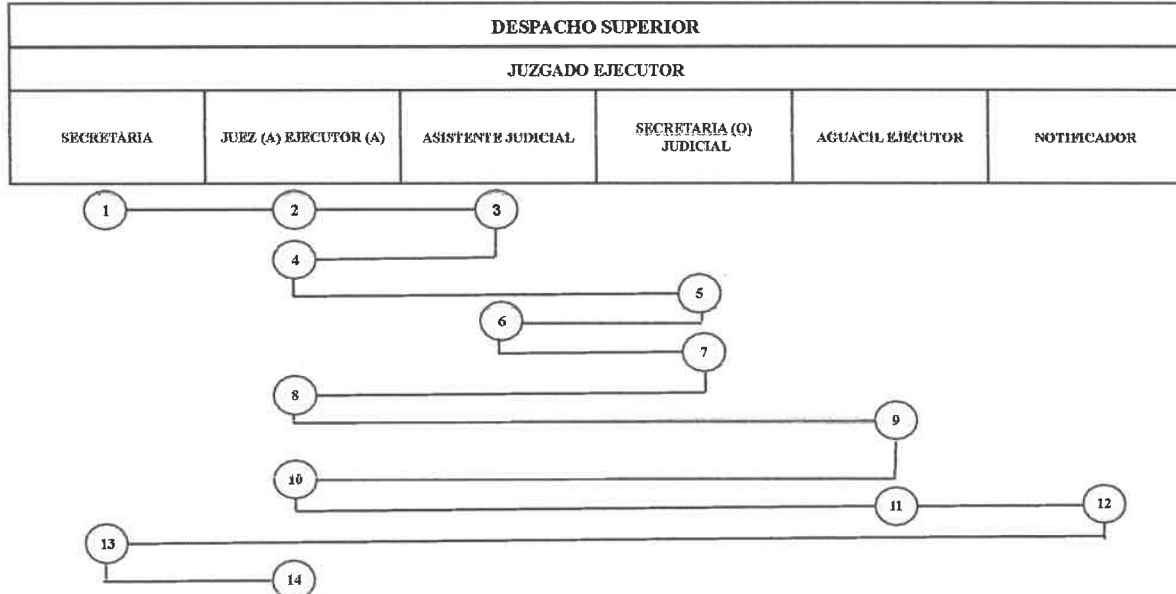 DESPACHO SUPERIOR
JUZGADO EJECUTOR
SECRETARIA
JUEZ (A) EJECUTOR (A)
ASISTENTE JUDICIAL
SECRETARIA (O)
JUDICIAL
AGUACIL EJECUTOR
NOTIFICADOR
1
2
3
4
5
6
7
8
9
10
11
12
13
14